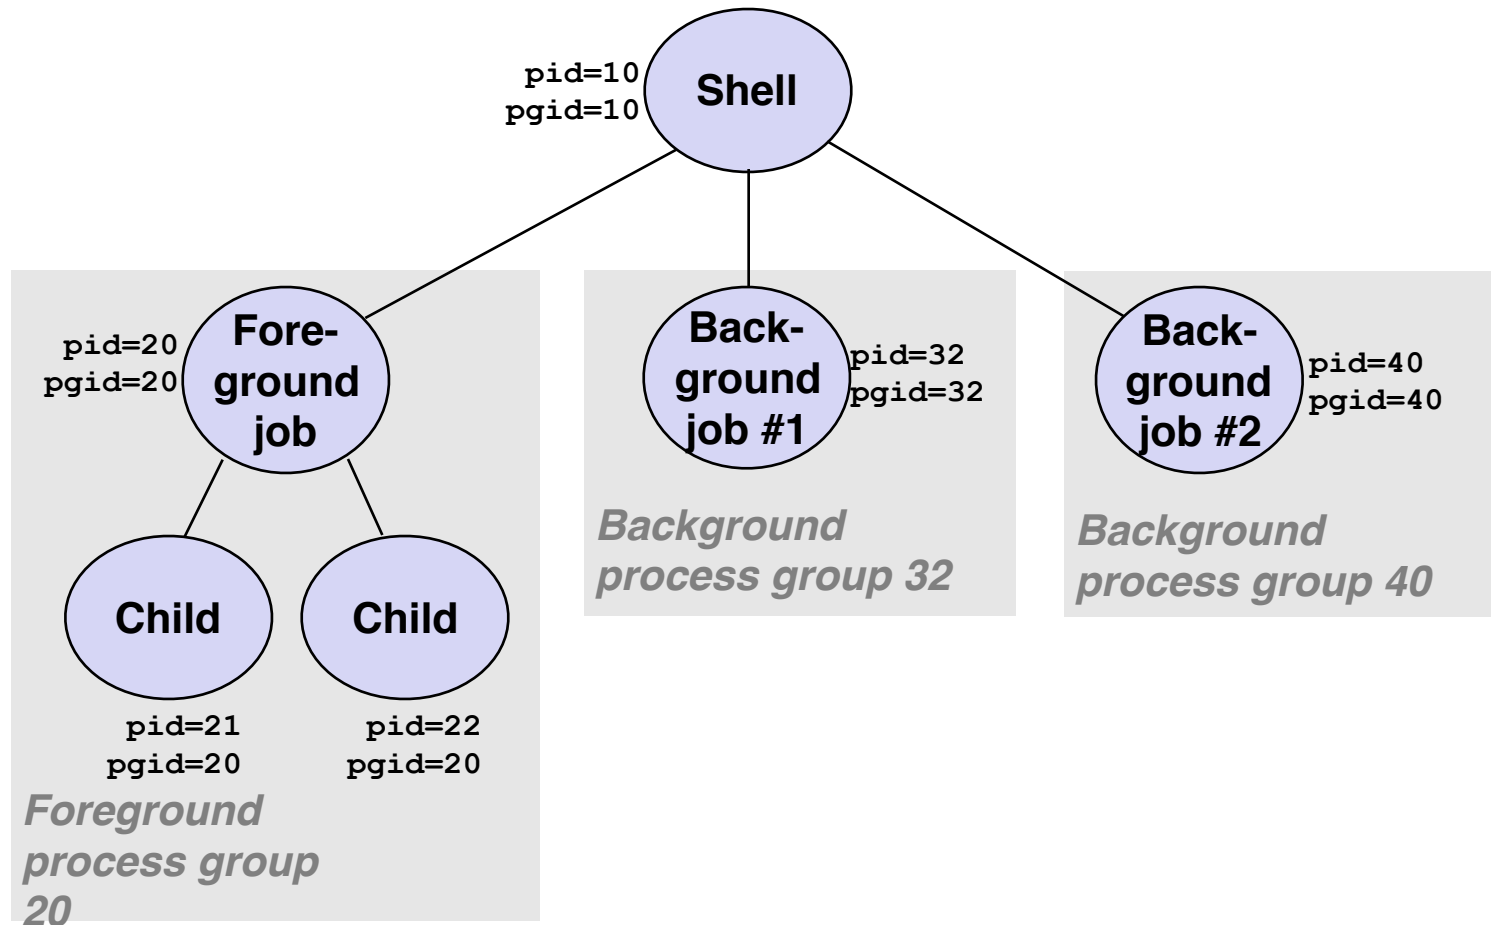 pid=10
pgid=10
Shell
pid=20
pgid=20
Fore-
ground
job
Back-
ground
job #1
pid=32
pgid=32
Back-
ground
job #2
pid=40
pgid=40
Background
process group 32
Background
process group 40
Child
Child
pid=21
pgid=20
pid=22
pgid=20
Foreground
process group
20